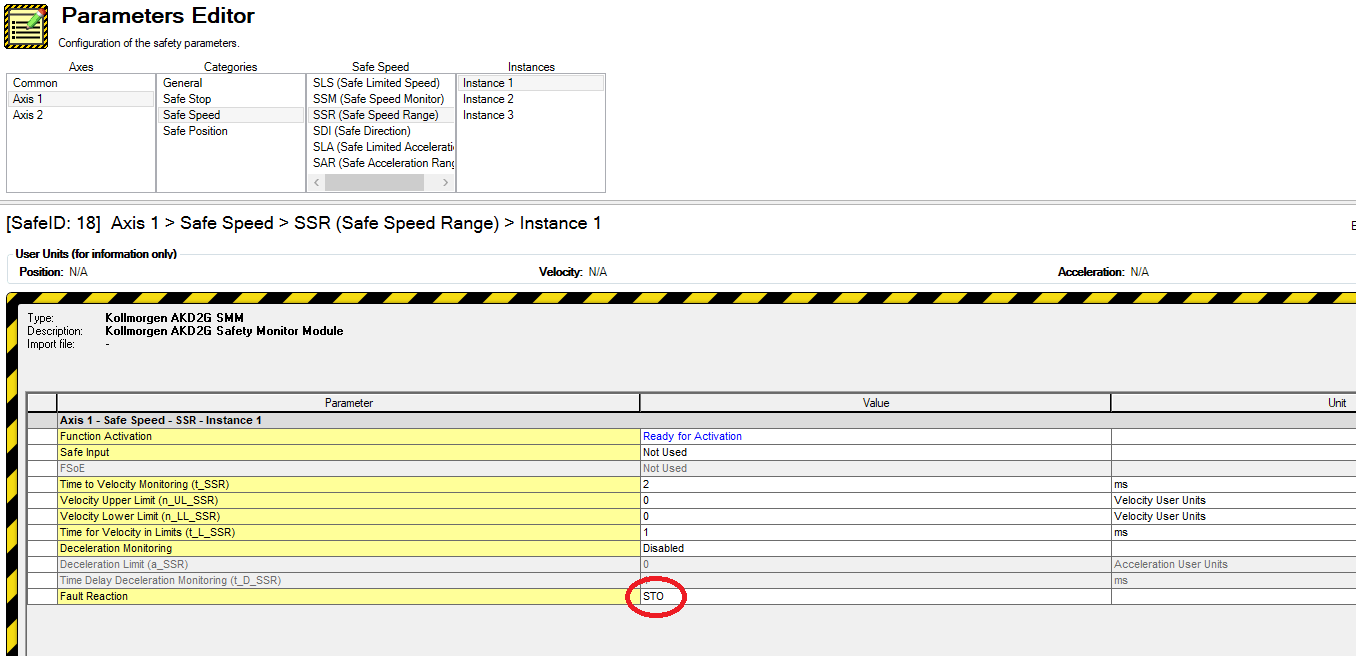 Parameters Editor
Configuration of the safety parameters.
Axes Categories Safe Speed Instances
Common General SLS (Safe Limited Speed) Instance 1
Axis 1 Safe Stop SSM (Safe Speed Monitor) Instance 2
Axis 2 Safe Speed SSR (Safe Speed Range) Instance 3
Safe Position SDI (Safe Direction)
SLA (Safe Limited Accelerati
SAR (Safe Acceleration Rang
[SafeID: 18] Axis 1 > Safe Speed > SSR (Safe Speed Range) > Instance 1
User Units (for information only)
Position: N/A Velocity: N/A Acceleration: N/A
Type: Kollmorgen AKD2G SMM
Description: Kollmorgen AKD2G Safety Monitor Module
Import file: -
Parameter Value Unit
Axis 1 - Safe Speed - SSR - Instance 1
Function Activation Ready for Activation
Safe Input Not Used
FSoE Not Used
Time to Velocity Monitoring (t_SSR) 2 ms
Velocity Upper Limit (n_UL_SSR) 0 Velocity User Units
Velocity Lower Limit (n_LL_SSR) 0 Velocity User Units
Time for Velocity in Limits (t_L_SSR) 1 ms
Deceleration Monitoring Disabled
Deceleration Limit (a_SSR) 0 Acceleration User Units
Time Delay Deceleration Monitoring (t_D_SSR) ms
Fault Reaction STO